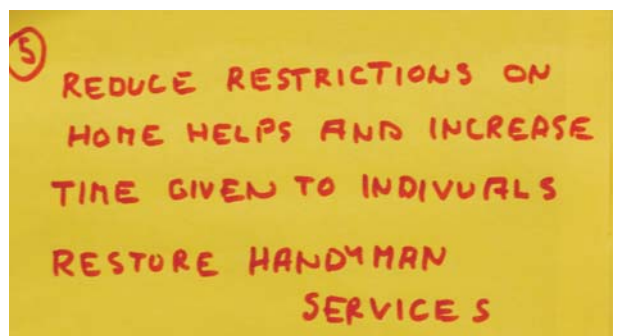 5
REDUCE RESTRICTIONS ON
HOME HELPS AND INCREASE
TIME GIVEN TO INDIVUALS
RESTORE HANDYMAN
SERVICES